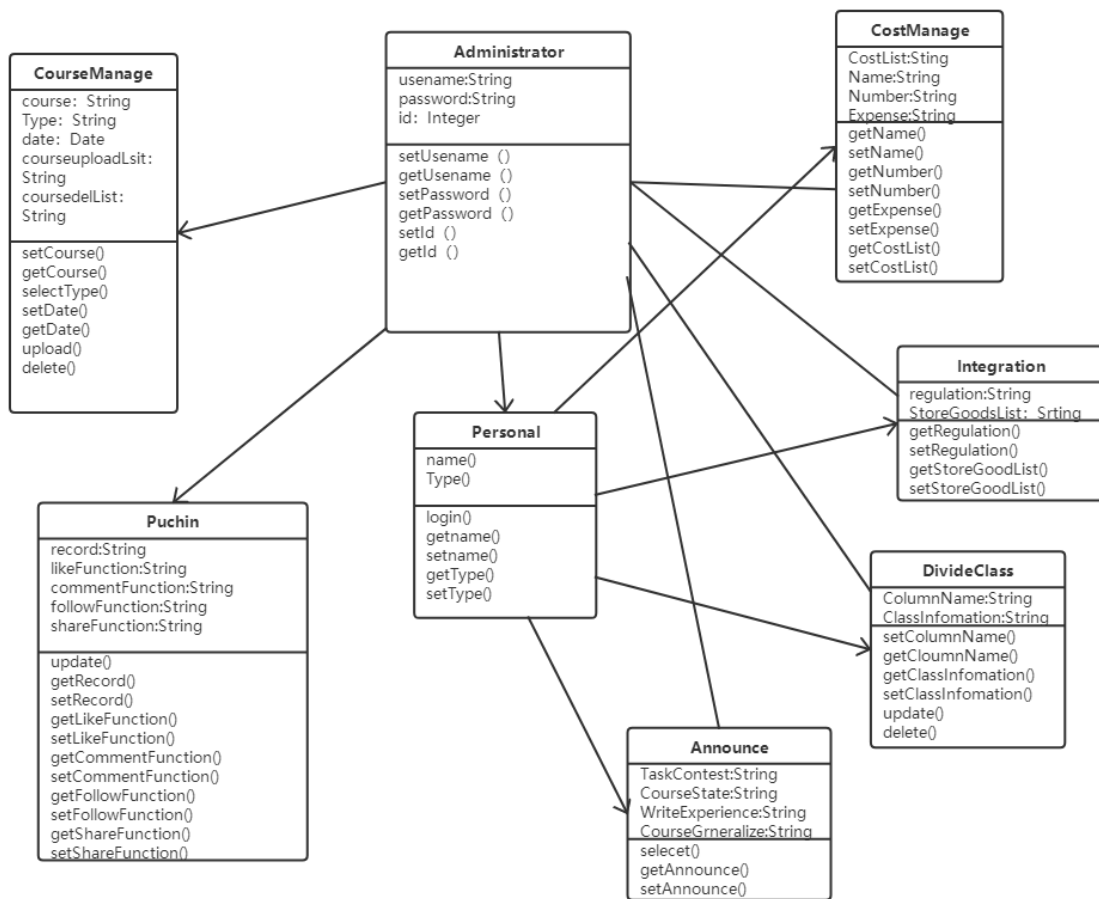 CourseManage
course: String
Type: String
date: Date
courseuploadLsit:
String
coursedelList:
String
setCourse()
getCourse()
selectType()
setDate()
getDate()
upload()
delete()
Administrator
usename:String
password:String
id: Integer
setUsename ()
getUsename ()
setPassword ()
getPassword ()
setId ()
getId ()
CostManage
CostList:Sting
Name:String
Number:String
Expense:String
getName()
setName()
getNumber()
setNumber()
getExpense()
setExpense()
getCostList()
setCostList()
Integration
regulation:String
StoreGoodsList: Srting
getRegulation()
setRegulation()
getStoreGoodList()
setStoreGoodList()
Personal
name()
Type()
login()
getname()
setname()
getType()
setType()
Puchin
record:String
likeFunction:String
commentFunction:String
followFunction:String
shareFunction:String
update()
getRecord()
setRecord()
getLikeFunction()
setLikeFunction()
getCommentFunction()
setCommentFunction()
getFollowFunction()
setFollowFunction()
getShareFunction()
setShareFunction()
DivideClass
ColumnName:String
ClassInfomation:String
setColumnName()
getCloumnName()
getClassInfomation()
setClassInfomation()
update()
delete()
Announce
TaskContest:String
CourseState:String
WriteExperience:String
CourseGrneralize:String
selecet()
getAnnounce()
setAnnounce()